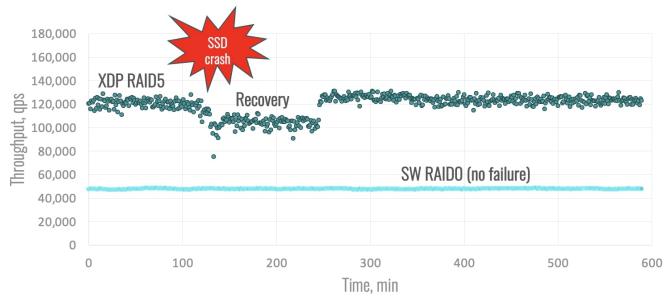 180,000
160,000
140,000
120,000
100,000
80,000
60,000
40,000
20,000
0
Throughput, qps
XDP RAID5
SSD
crash
Recovery
SW RAID0 (no failure)
0 100 200 300 400 500 600
Time, min